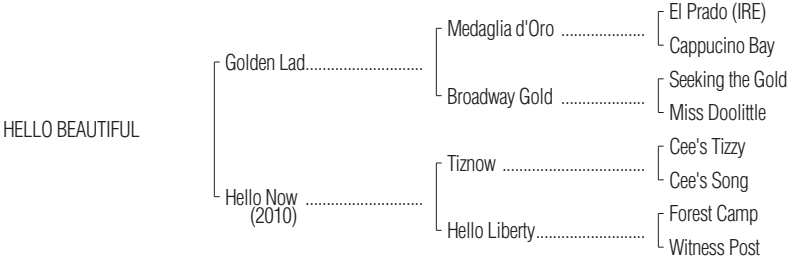 El Prado (IRE)
Medaglia d'Oro ......................
Cappucino Bay
Golden Lad..............................
Seeking the Gold
Broadway Gold ......................
Miss Doolittle
HELLO BEAUTIFUL
Cee's Tizzy
Tiznow ......................................
Cee's Song
Hello Now ..............................
(2010)
Forest Camp
Hello Liberty.............................
Witness Post